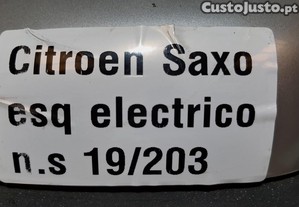 CustoJusto.pt
Citroen Saxo
esq electrico
n.s 19/203